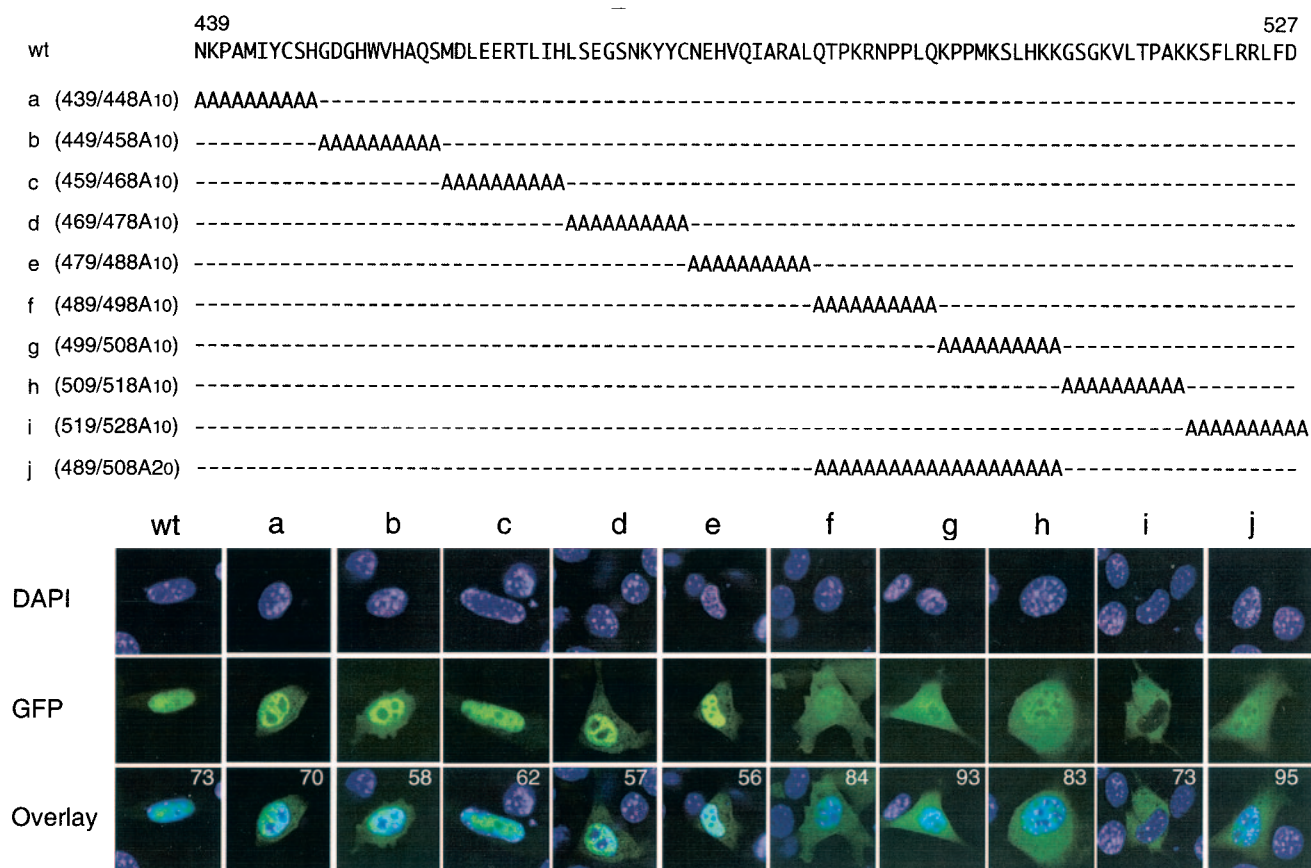 439 527
wt NKPAMIYCSHGDGHWVHAQSMDLEERTLIHLSEGSNKYYCNEHVQIARALQTPKRNPPLQKPPMKSLHKKGSGKVLTPAKKSFLRRLFD
a (439/448A10) AAAAAAAAAA-------------------------------------------------------------------------------
b (449/458A10) ----------AAAAAAAAAA---------------------------------------------------------------------
c (459/468A10) --------------------AAAAAAAAAA-----------------------------------------------------------
d (469/478A10) ------------------------------AAAAAAAAAA-------------------------------------------------
e (479/488A10) ----------------------------------------AAAAAAAAAA---------------------------------------
f (489/498A10) --------------------------------------------------AAAAAAAAAA-----------------------------
g (499/508A10) ------------------------------------------------------------AAAAAAAAAA-------------------
h (509/518A10) ----------------------------------------------------------------------AAAAAAAAAA---------
i (519/528A10) --------------------------------------------------------------------------------AAAAAAAAAA
j (489/508A20) --------------------------------------------------AAAAAAAAAAAAAAAAAAAA-------------------
wt a b c d e f g h i j
DAPI
GFP
Overlay 73 70 58 62 57 56 84 93 83 73 95